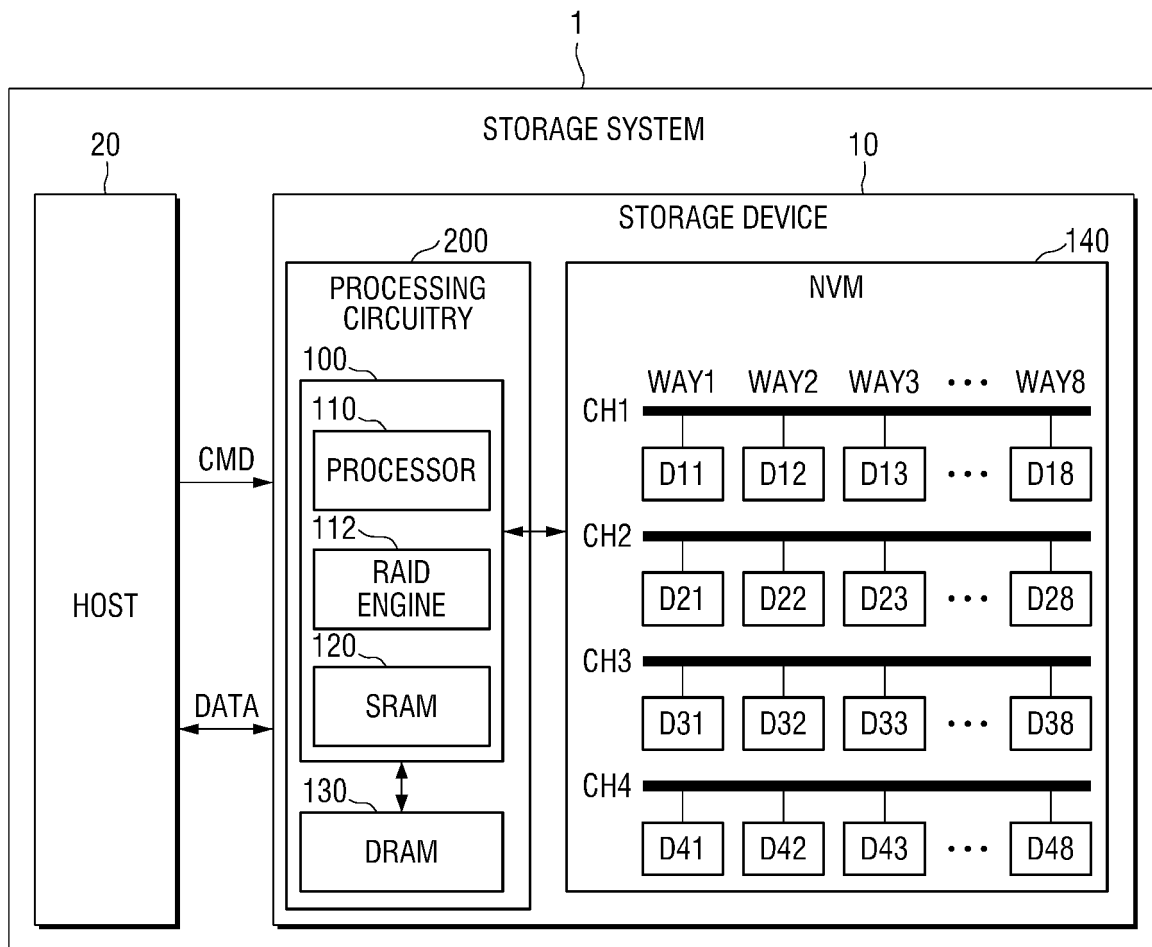 1
STORAGE SYSTEM
20
10
STORAGE DEVICE
200
140
PROCESSING
CIRCUITRY
NVM
100
WAY1 WAY2 WAY3 ••• WAY8
CH1
110
PROCESSOR
CMD
D11 D12 D13 ••• D18
112
RAID
ENGINE
CH2
HOST
D21 D22 D23 ••• D28
120
SRAM
CH3
DATA
D31 D32 D33 ••• D38
130
DRAM
CH4
D41 D42 D43 ••• D48